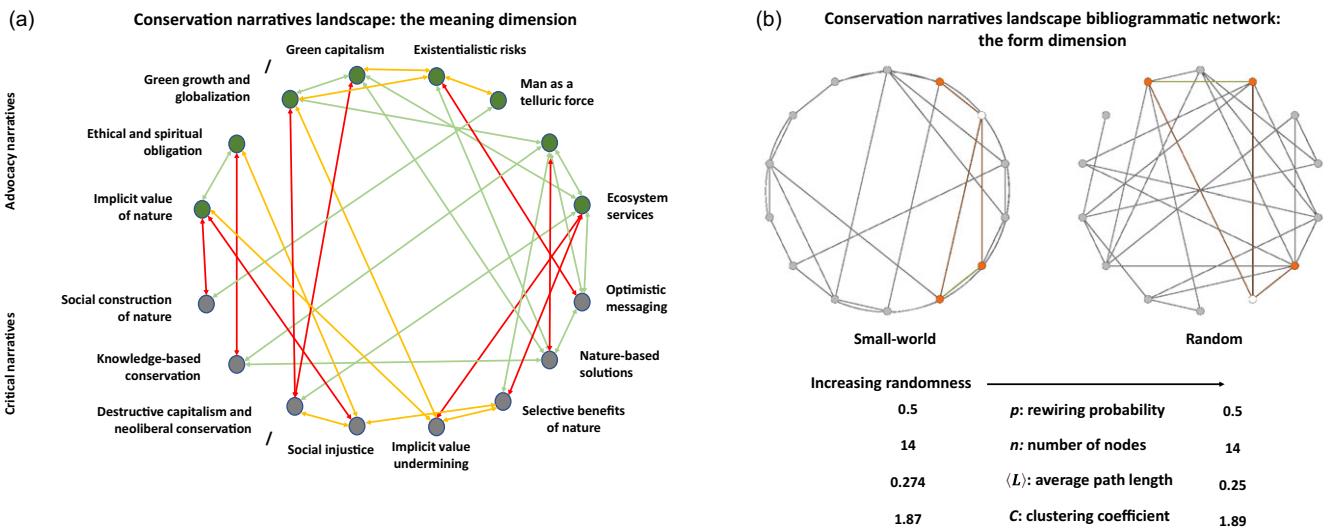 (a)
Conservation narratives landscape: the meaning dimension
Advocacy narratives
Critical narratives
/
Green capitalism
Existentialistic risks
Green growth and
globalization
Man as a
telluric force
Ethical and spiritual
obligation
Implicit value
of nature
Ecosystem
services
Social construction
of nature
Optimistic
messaging
Knowledge-based
conservation
Nature-based
solutions
Destructive capitalism and
neoliberal conservation
/
Social injustice
Implicit value
undermining
Selective benefits
of nature
(b)
Conservation narratives landscape bibliogrammatic network:
the form dimension
Small-world
Random
Increasing randomness
0.5
p: rewiring probability
0.5
14
n: number of nodes
14
0.274
⟨L⟩: average path length
0.25
1.87
C: clustering coefficient
1.89